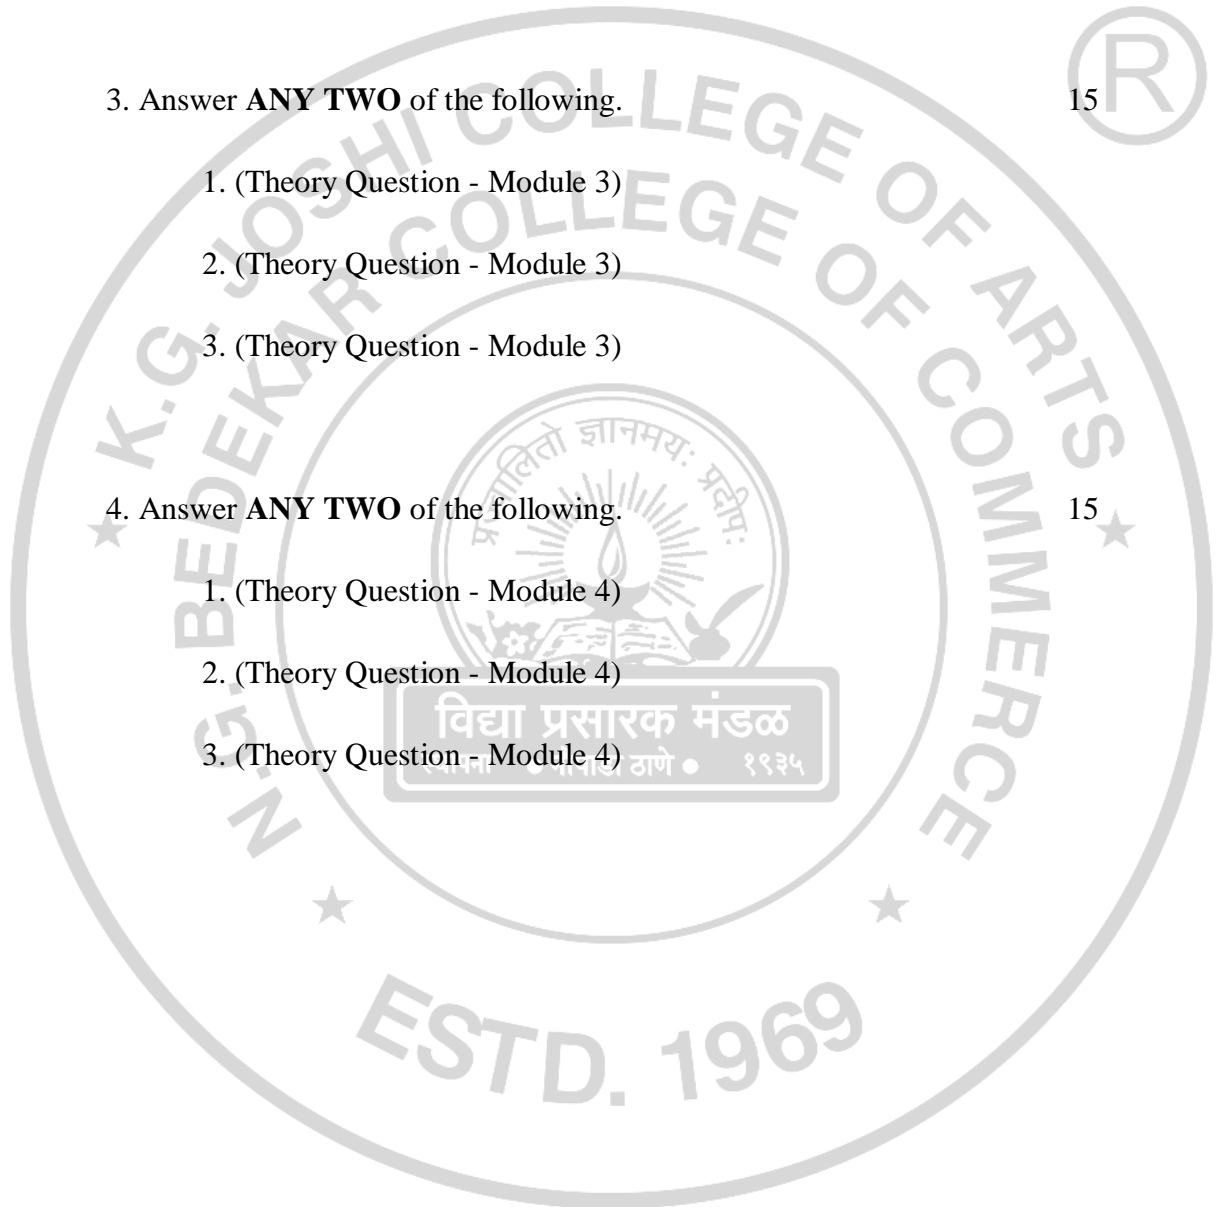 3. Answer ANY TWO of the following. 15
1. (Theory Question - Module 3)
2. (Theory Question - Module 3)
3. (Theory Question - Module 3)
4. Answer ANY TWO of the following. 15
1. (Theory Question - Module 4)
2. (Theory Question - Module 4)
3. (Theory Question - Module 4)
K.G. JOSHI COLLEGE OF ARTS
N.G. BEDEKAR COLLEGE OF COMMERCE
ESTD. 1969
R
ज्ञानमयः प्रदीपः
विद्या प्रसारक मंडळ
ठाणे ● १९३५